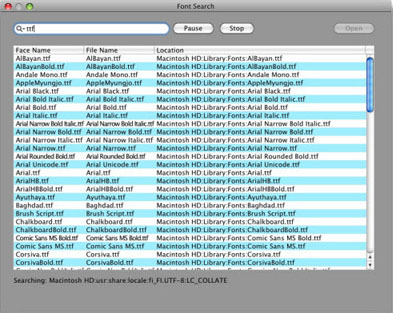 Font Search
ttf
Pause
Stop
Open
Face Name File Name Location
AlBayan.ttf AlBayan.ttf Macintosh HD:Library:Fonts:AlBayan.ttf
AlBayanBold.ttf AlBayanBold.ttf Macintosh HD:Library:Fonts:AlBayanBold.ttf
Andale Mono.ttf Andale Mono.ttf Macintosh HD:Library:Fonts:Andale Mono.ttf
AppleMyungjo.ttf AppleMyungjo.ttf Macintosh HD:Library:Fonts:AppleMyungjo.ttf
Arial Black.ttf Arial Black.ttf Macintosh HD:Library:Fonts:Arial Black.ttf
Arial Bold Italic.ttf Arial Bold Italic.ttf Macintosh HD:Library:Fonts:Arial Bold Italic.ttf
Arial Bold.ttf Arial Bold.ttf Macintosh HD:Library:Fonts:Arial Bold.ttf
Arial Italic.ttf Arial Italic.ttf Macintosh HD:Library:Fonts:Arial Italic.ttf
Arial Narrow Bold Italic.ttf Arial Narrow Bold Italic.ttf Macintosh HD:Library:Fonts:Arial Narrow Bold Italic.ttf
Arial Narrow Bold.ttf Arial Narrow Bold.ttf Macintosh HD:Library:Fonts:Arial Narrow Bold.ttf
Arial Narrow Italic.ttf Arial Narrow Italic.ttf Macintosh HD:Library:Fonts:Arial Narrow Italic.ttf
Arial Narrow.ttf Arial Narrow.ttf Macintosh HD:Library:Fonts:Arial Narrow.ttf
Arial Rounded Bold.ttf Arial Rounded Bold.ttf Macintosh HD:Library:Fonts:Arial Rounded Bold.ttf
Arial Unicode.ttf Arial Unicode.ttf Macintosh HD:Library:Fonts:Arial Unicode.ttf
Arial.ttf Arial.ttf Macintosh HD:Library:Fonts:Arial.ttf
ArialHB.ttf ArialHB.ttf Macintosh HD:Library:Fonts:ArialHB.ttf
ArialHBBold.ttf ArialHBBold.ttf Macintosh HD:Library:Fonts:ArialHBBold.ttf
Ayuthaya.ttf Ayuthaya.ttf Macintosh HD:Library:Fonts:Ayuthaya.ttf
Baghdad.ttf Baghdad.ttf Macintosh HD:Library:Fonts:Baghdad.ttf
Brush Script.ttf Brush Script.ttf Macintosh HD:Library:Fonts:Brush Script.ttf
Chalkboard.ttf Chalkboard.ttf Macintosh HD:Library:Fonts:Chalkboard.ttf
ChalkboardBold.ttf ChalkboardBold.ttf Macintosh HD:Library:Fonts:ChalkboardBold.ttf
Comic Sans MS Bold.ttf Comic Sans MS Bold.ttf Macintosh HD:Library:Fonts:Comic Sans MS Bold.ttf
Comic Sans MS.ttf Comic Sans MS.ttf Macintosh HD:Library:Fonts:Comic Sans MS.ttf
Corsiva.ttf Corsiva.ttf Macintosh HD:Library:Fonts:Corsiva.ttf
CorsivaBold.ttf CorsivaBold.ttf Macintosh HD:Library:Fonts:CorsivaBold.ttf
Searching: Macintosh HD:usr:share:locale:fi_FI.UTF-8:LC_COLLATE